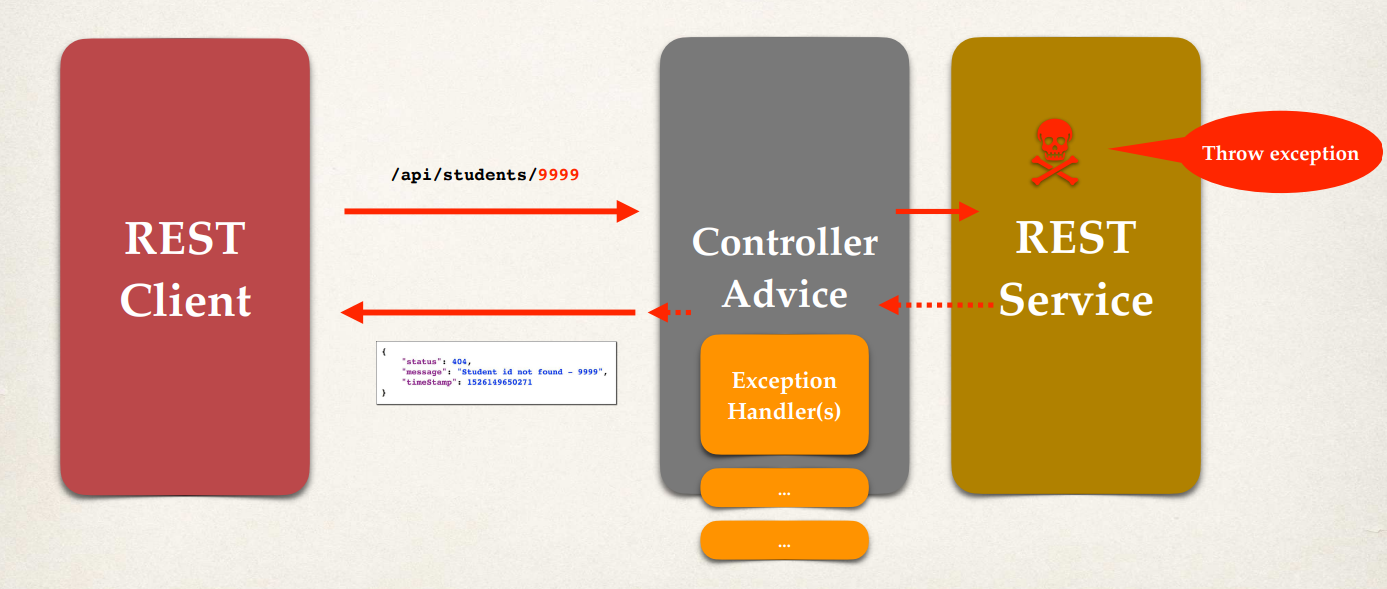 /api/students/9999
REST
Client
Controller
Advice
Exception
Handler(s)
...
...
REST
Service
Throw exception
{
"status": 404,
"message": "Student id not found - 9999",
"timeStamp": 1526149650271
}